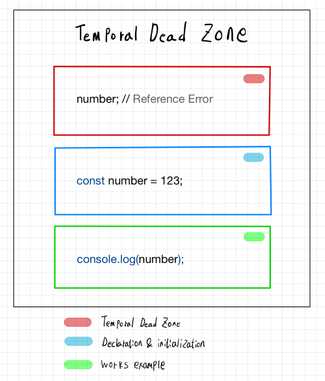 Temporal Dead Zone
number; // Reference Error
const number = 123;
console.log(number);
Temporal Dead Zone
Declaration & initialization
works example